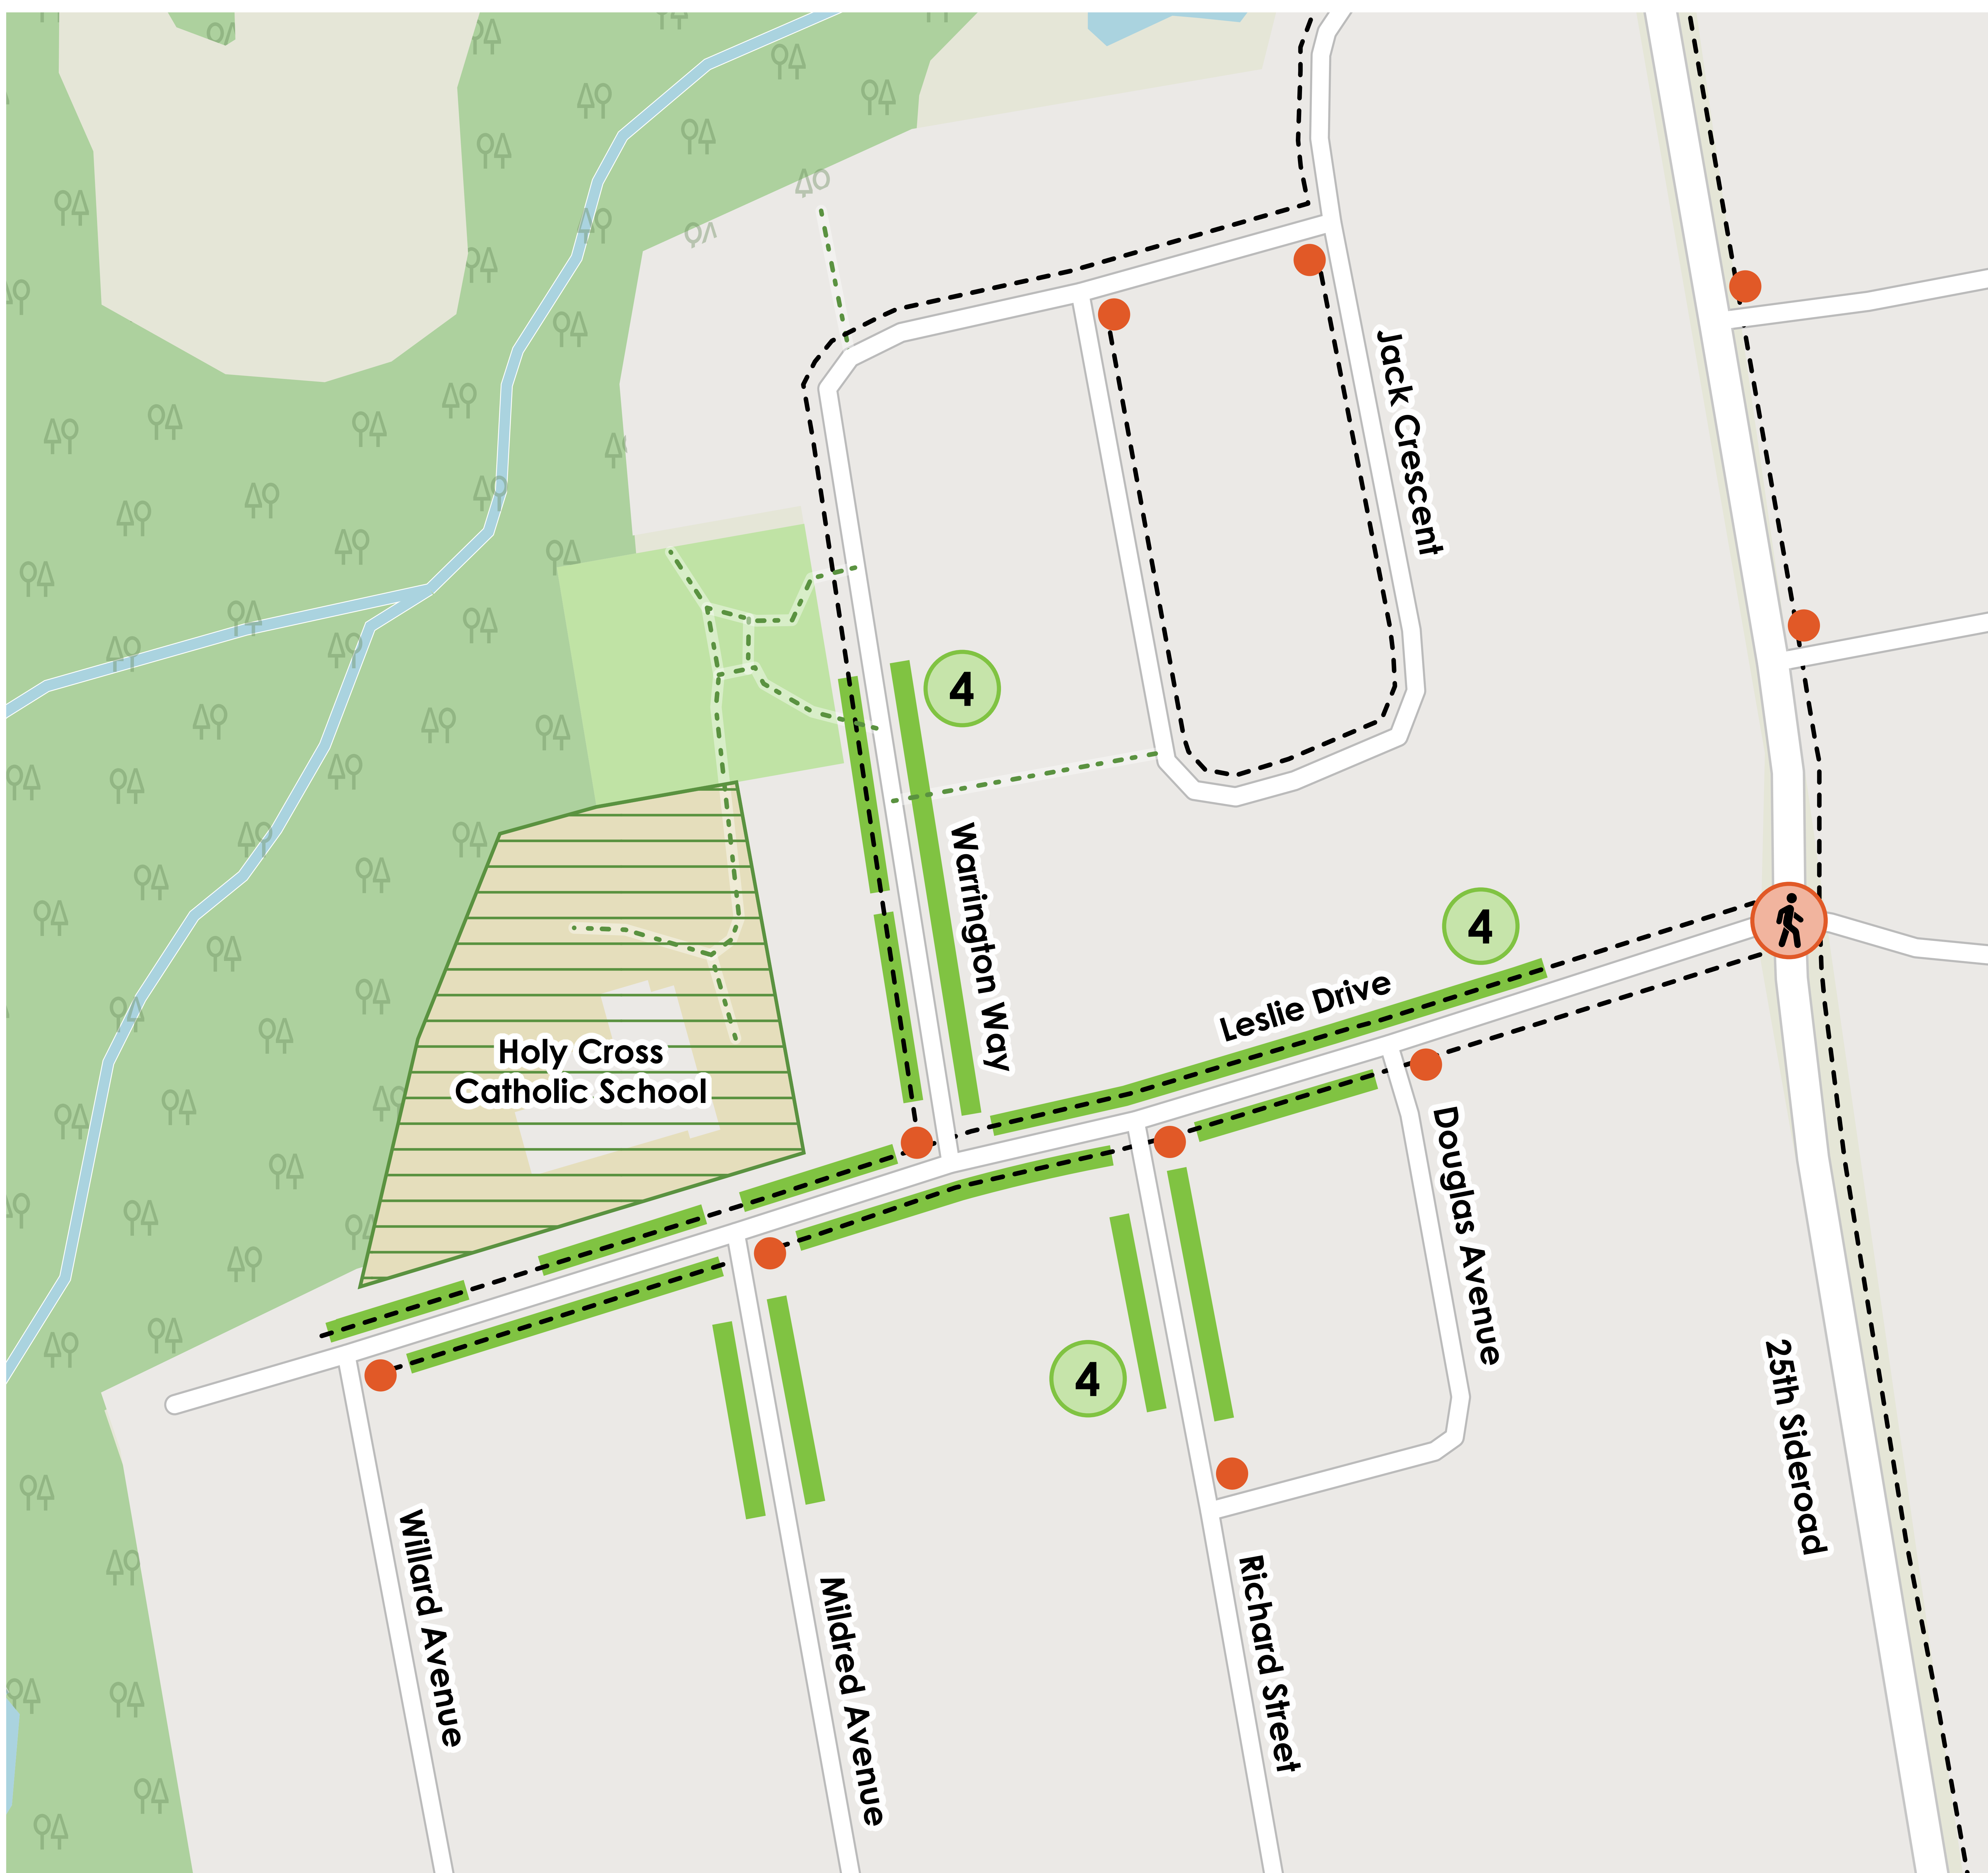 Jack Crescent
4
Warrington Way
4
Leslie Drive
Holy Cross
Catholic School
Douglas Avenue
4
25th Sideroad
Willard Avenue
Mildred Avenue
Richard Street